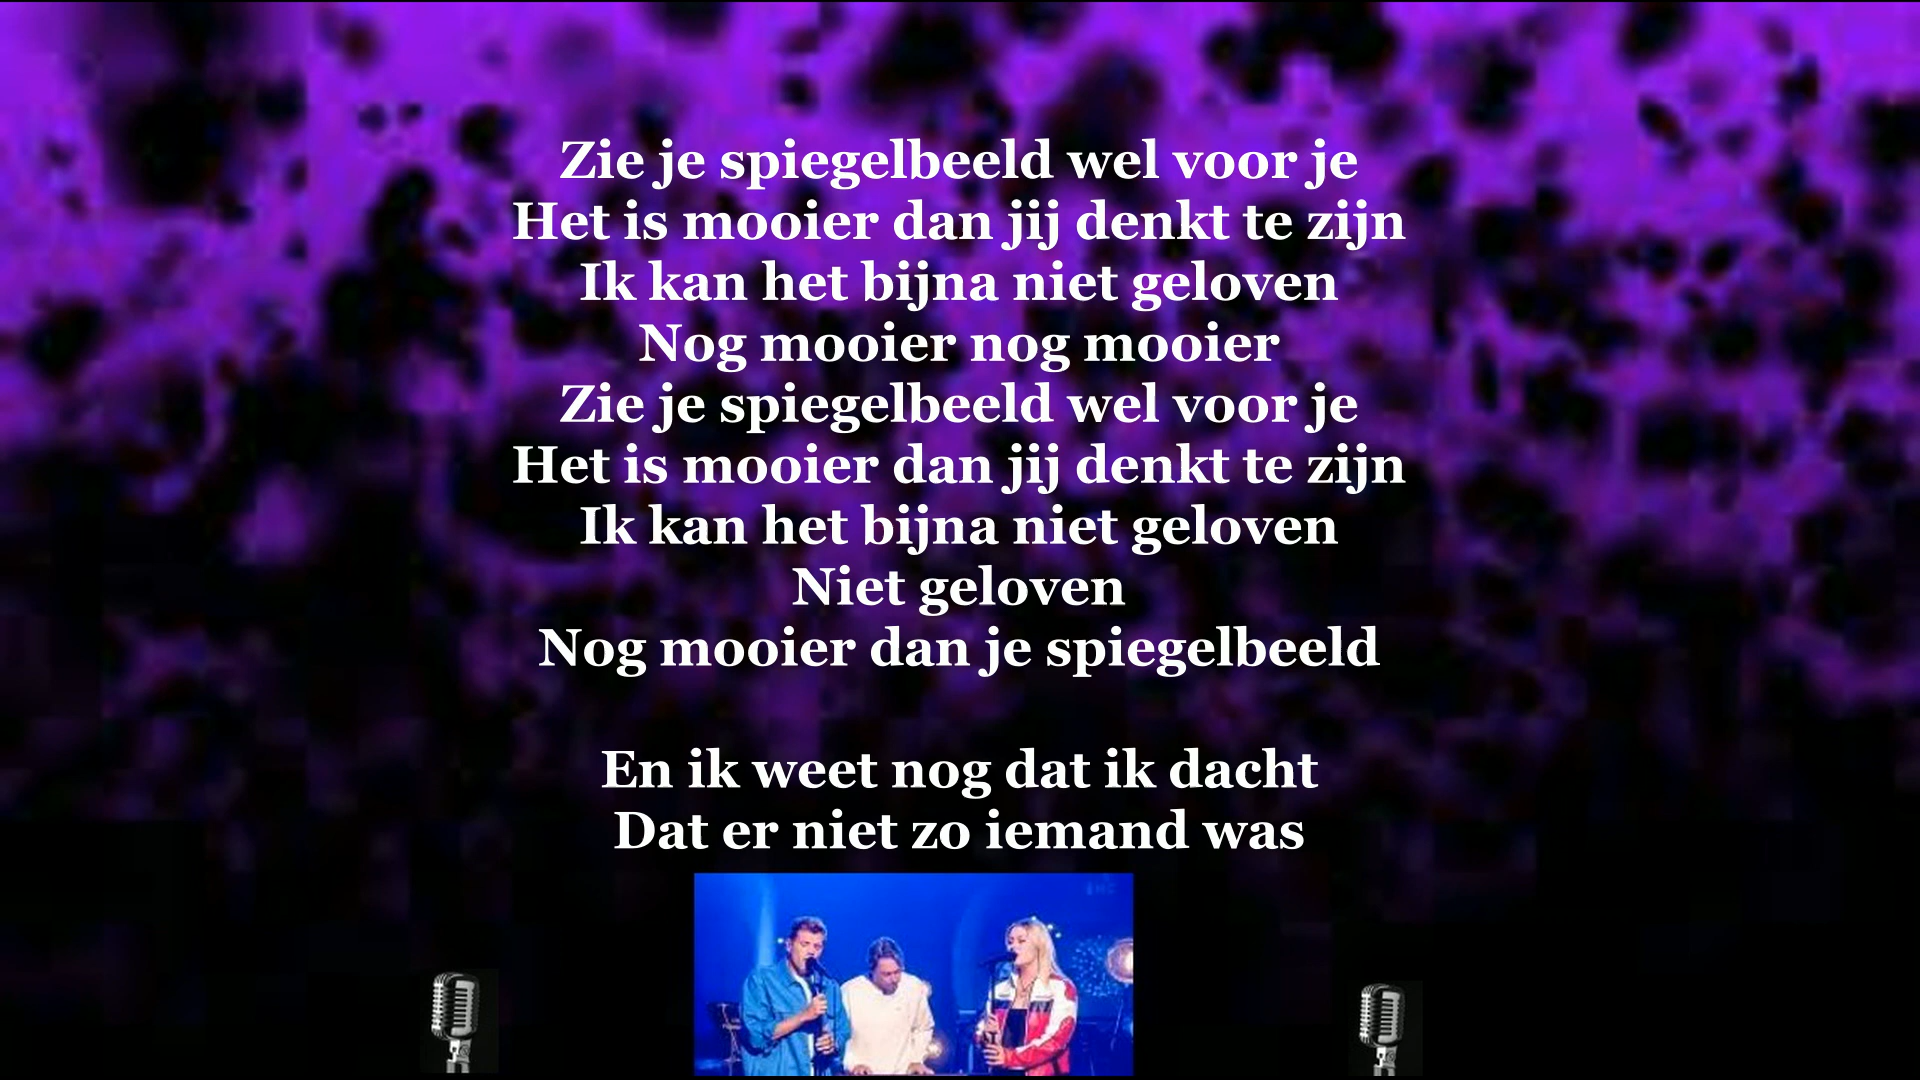 Zie je spiegelbeeld wel voor je
Het is mooier dan jij denkt te zijn
Ik kan het bijna niet geloven
Nog mooier nog mooier
Zie je spiegelbeeld wel voor je
Het is mooier dan jij denkt te zijn
Ik kan het bijna niet geloven
Niet geloven
Nog mooier dan je spiegelbeeld
En ik weet nog dat ik dacht
Dat er niet zo iemand was